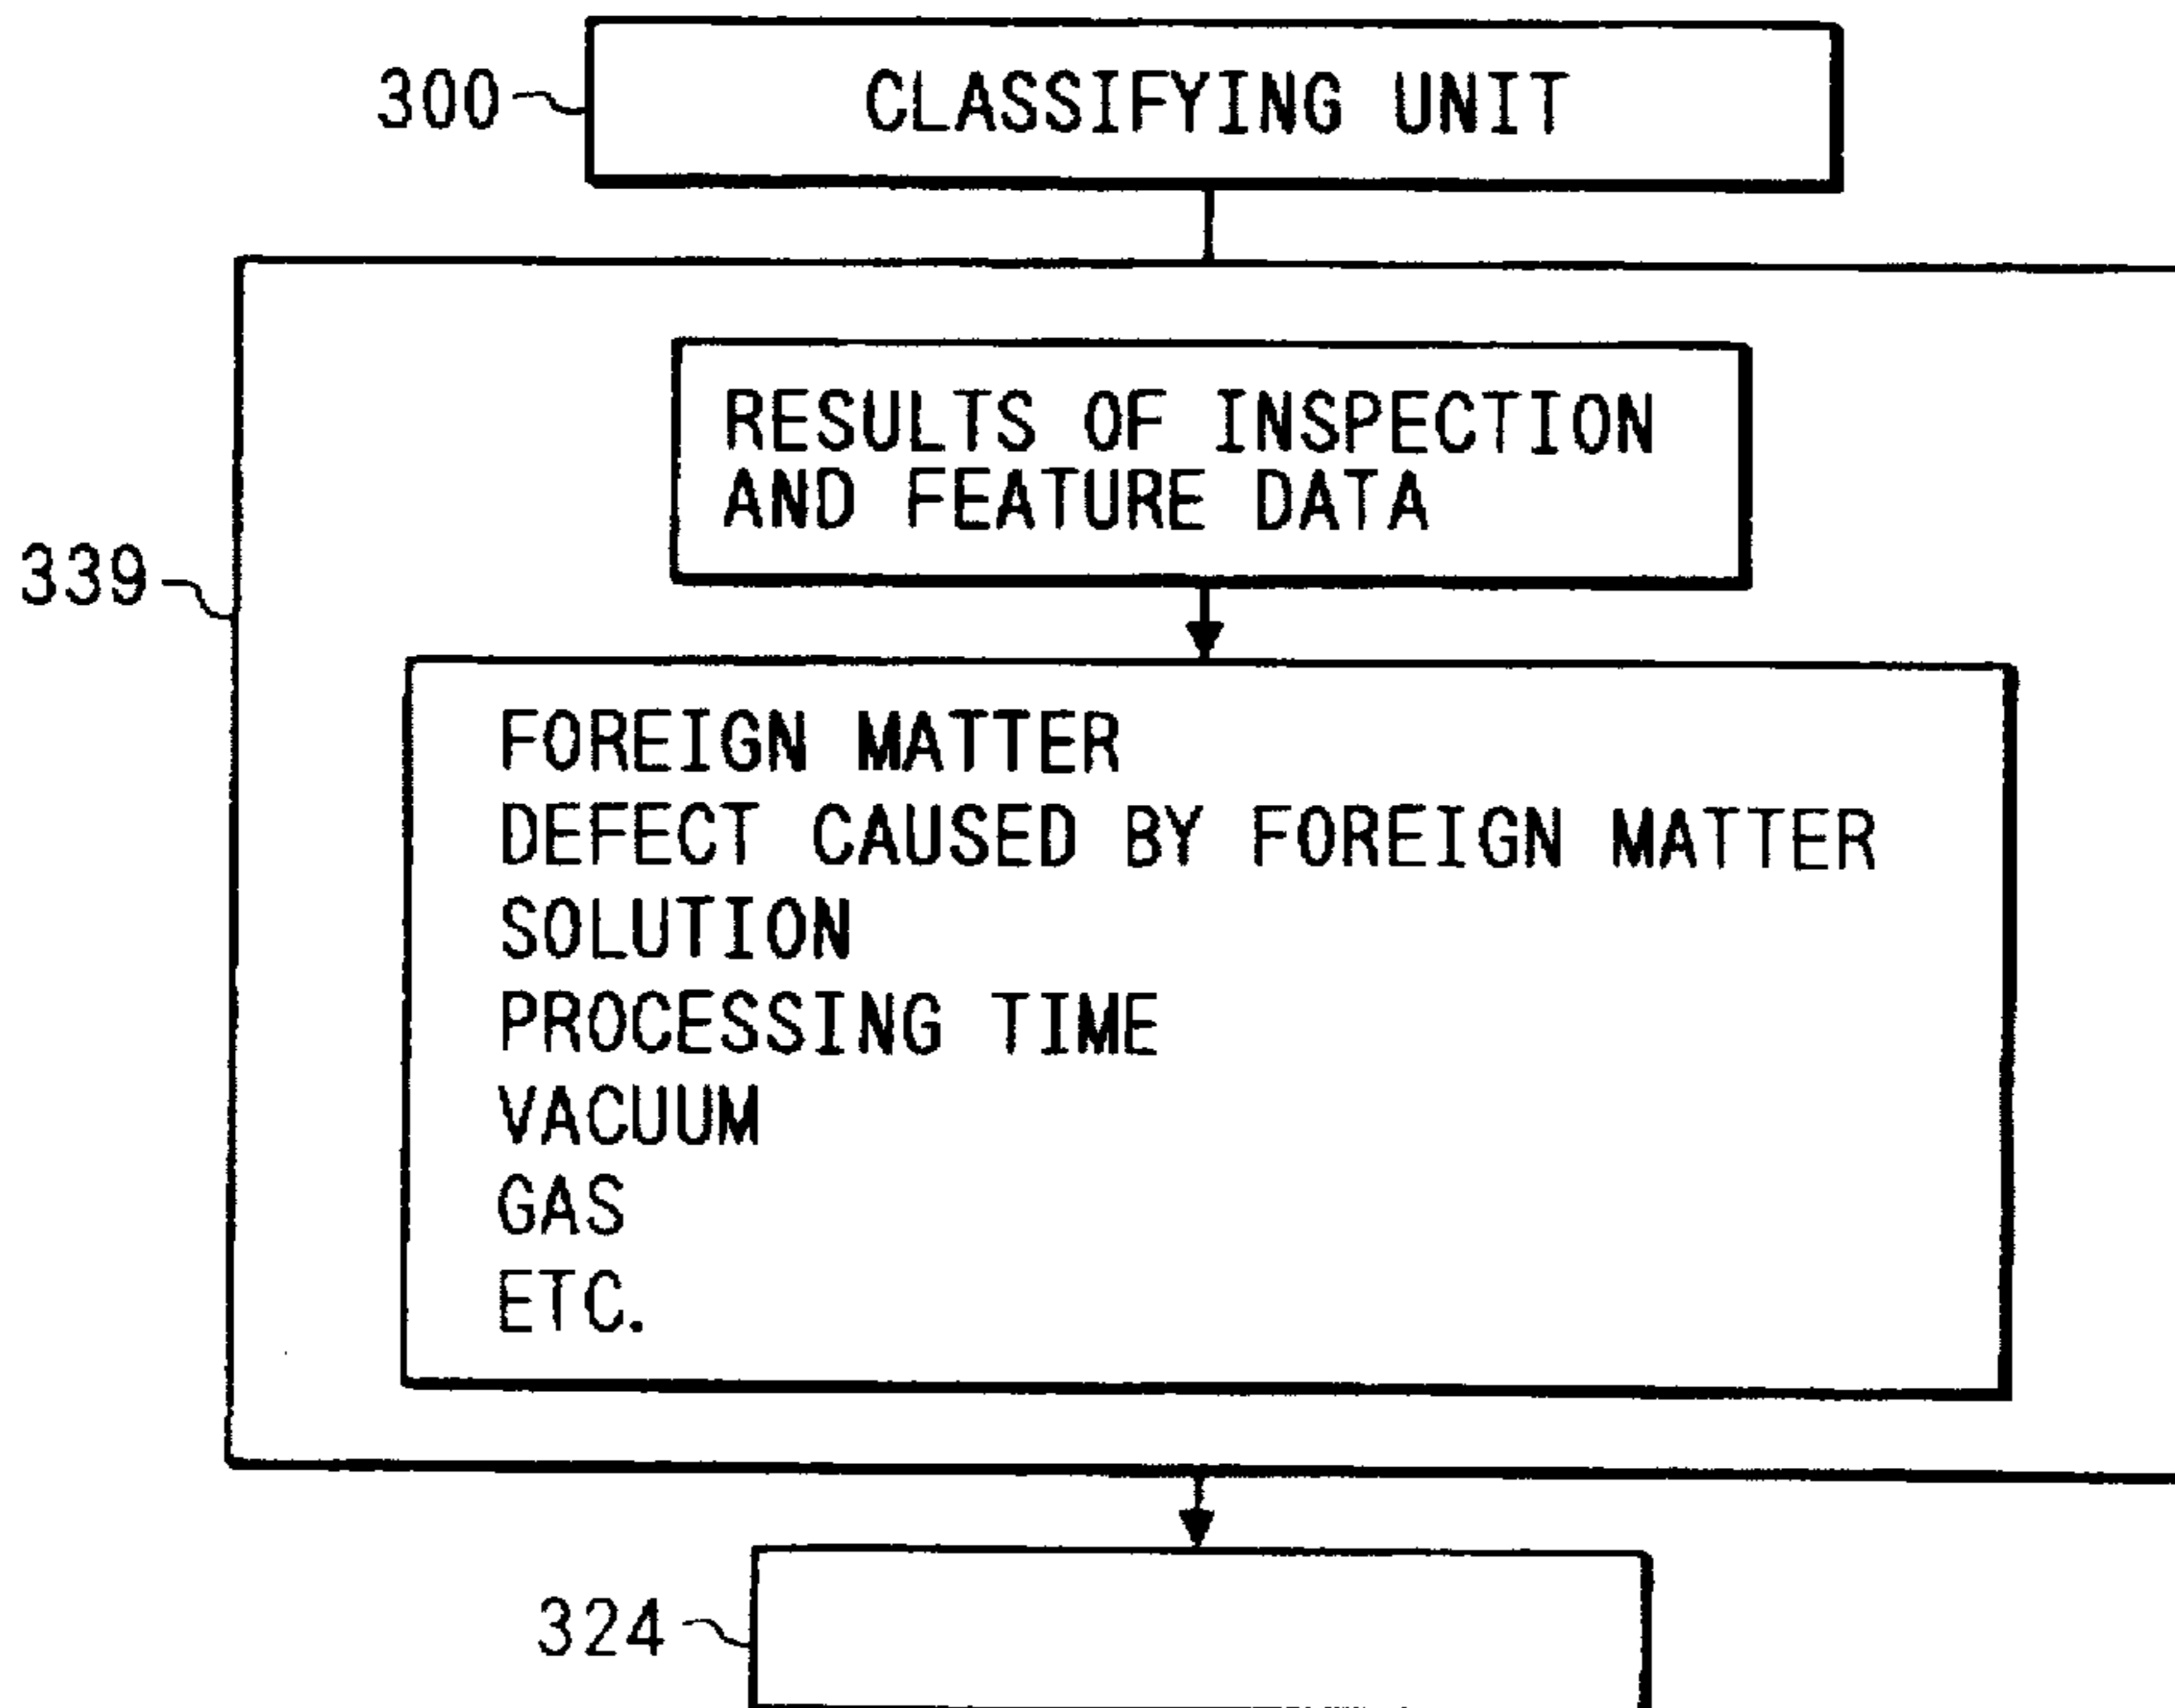 300
CLASSIFYING UNIT
RESULTS OF INSPECTION
AND FEATURE DATA
339
FOREIGN MATTER
DEFECT CAUSED BY FOREIGN MATTER
SOLUTION
PROCESSING TIME
VACUUM
GAS
ETC.
324